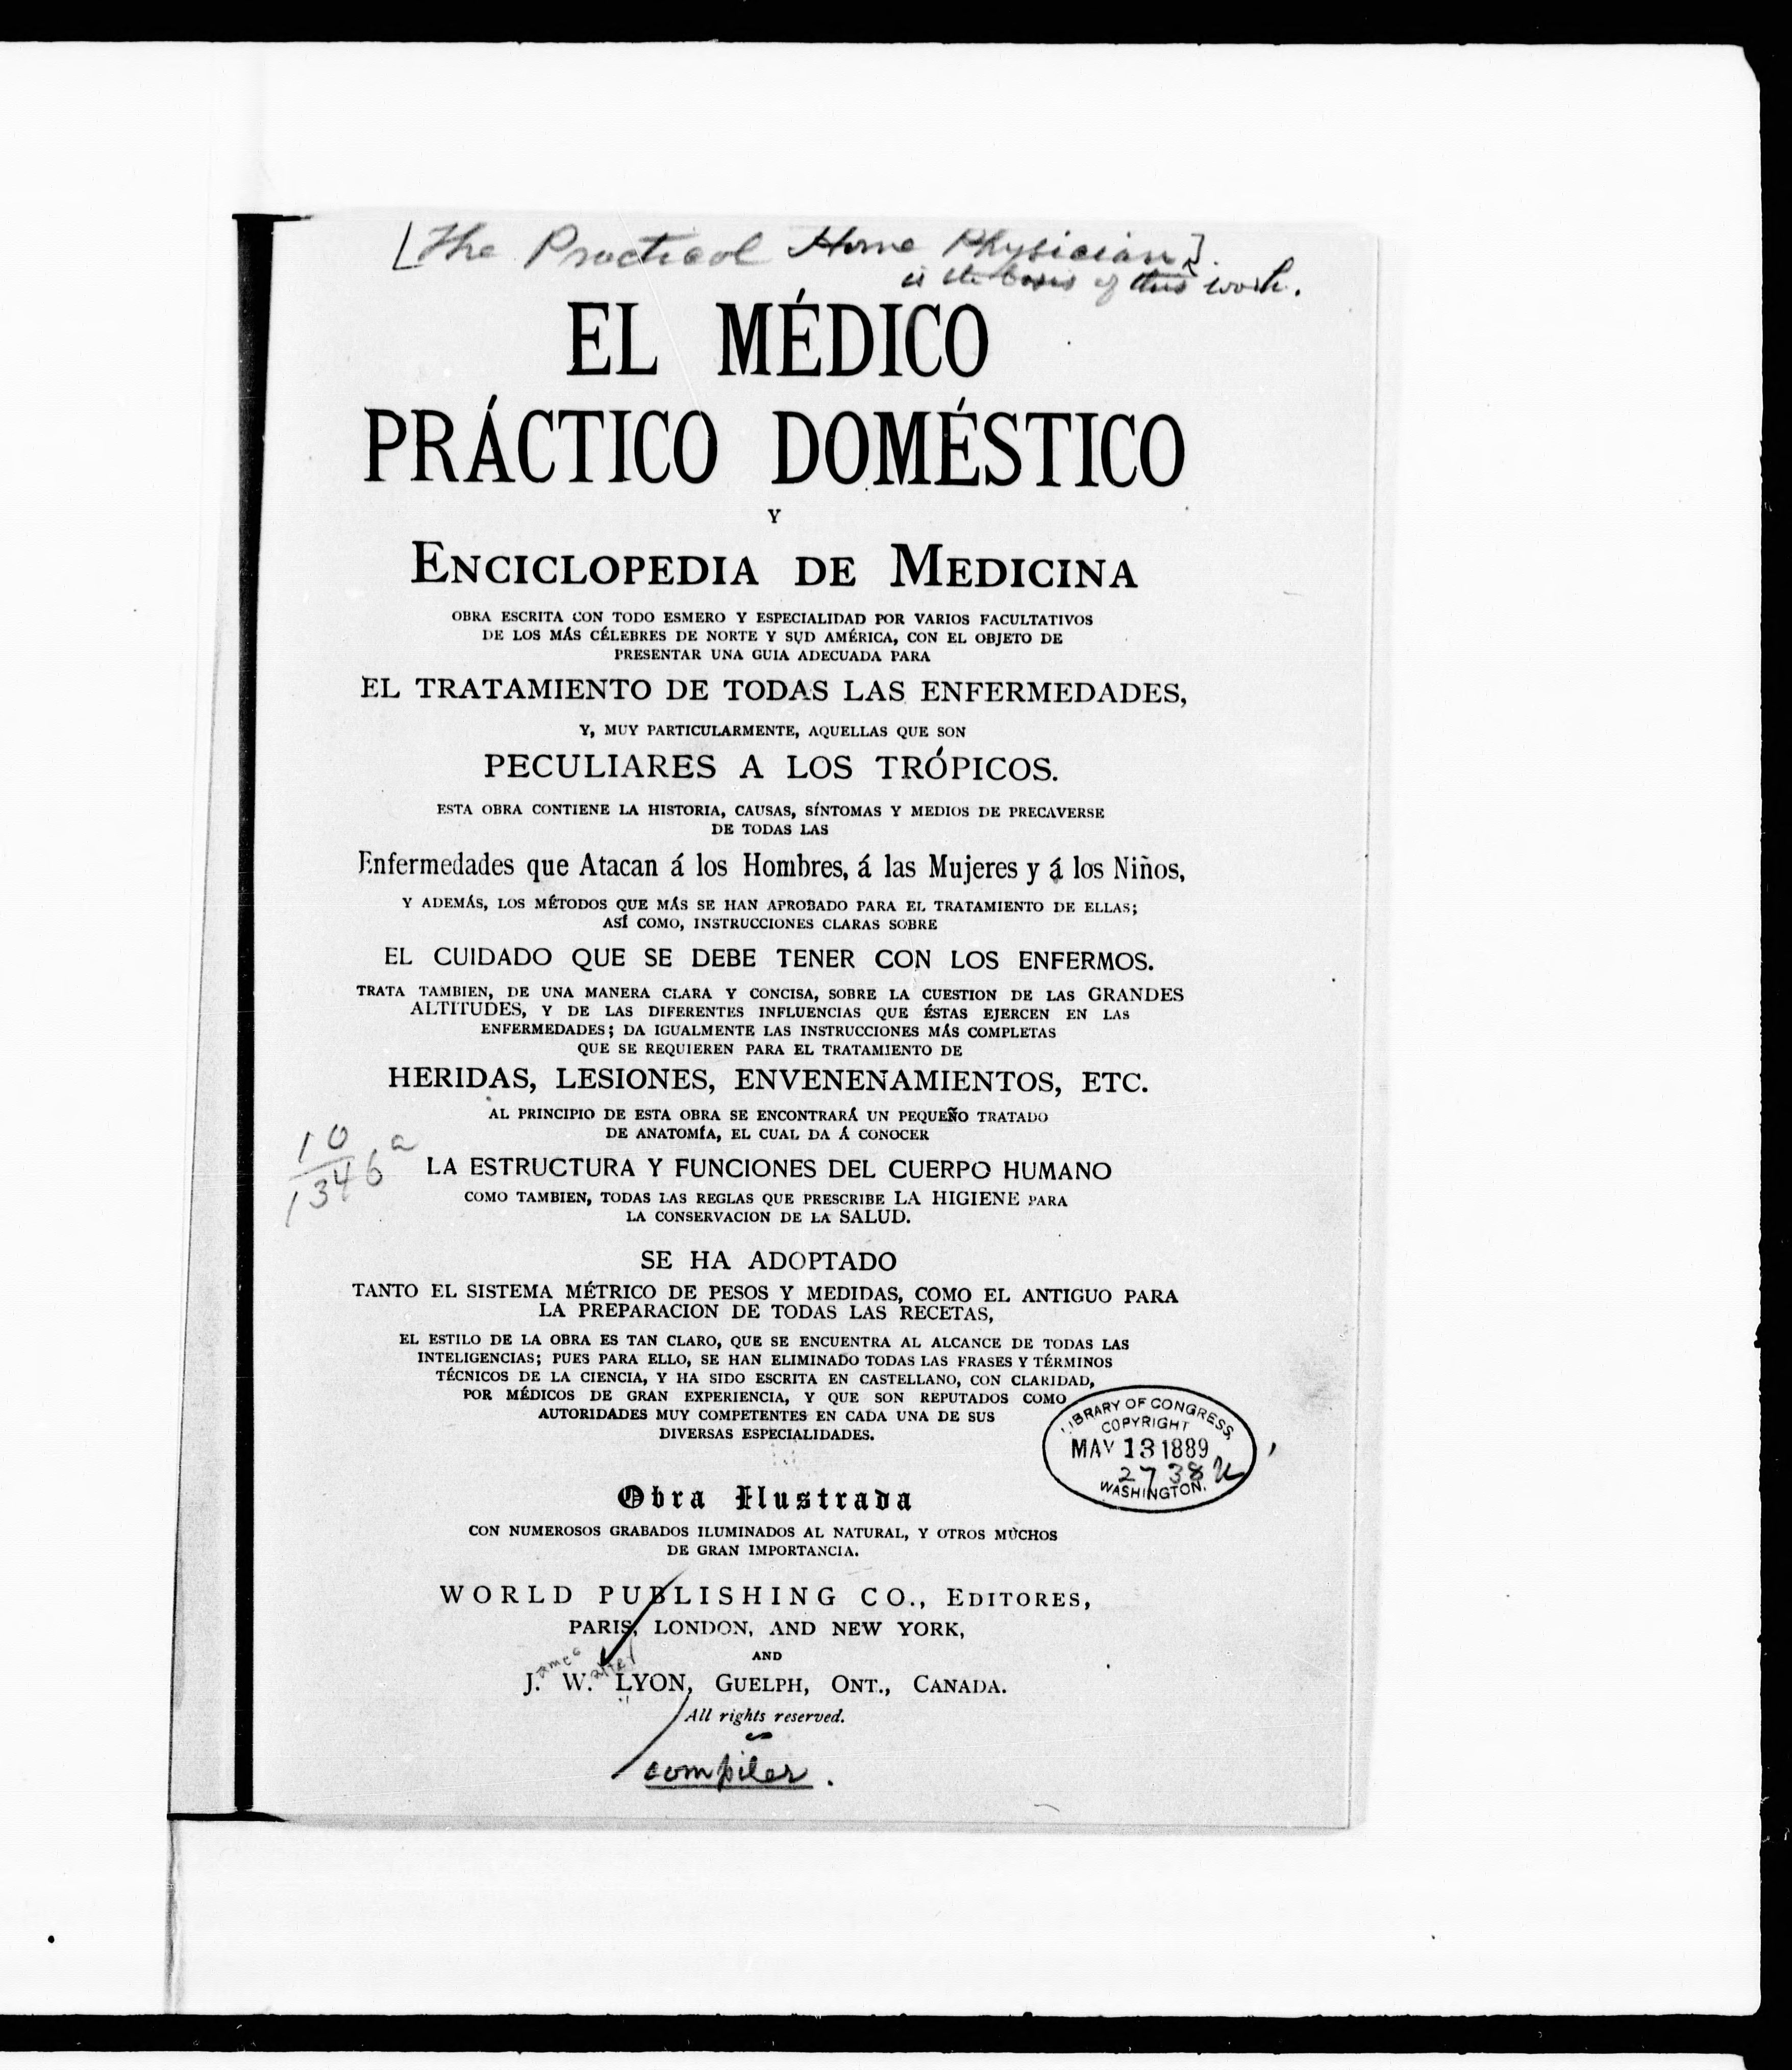 [The Practical Home Physician].
is the basis of this work.
EL MÉDICO
PRÁCTICO DOMÉSTICO
Y
ENCICLOPEDIA DE MEDICINA
OBRA ESCRITA CON TODO ESMERO Y ESPECIALIDAD POR VARIOS FACULTATIVOS
DE LOS MÁS CÉLEBRES DE NORTE Y SUD AMÉRICA, CON EL OBJETO DE
PRESENTAR UNA GUIA ADECUADA PARA
EL TRATAMIENTO DE TODAS LAS ENFERMEDADES,
Y, MUY PARTICULARMENTE, AQUELLAS QUE SON
PECULIARES A LOS TRÓPICOS.
ESTA OBRA CONTIENE LA HISTORIA, CAUSAS, SÍNTOMAS Y MEDIOS DE PRECAVERSE
DE TODAS LAS
Enfermedades que Atacan á los Hombres, á las Mujeres y á los Niños,
Y ADEMÁS, LOS MÉTODOS QUE MÁS SE HAN APROBADO PARA EL TRATAMIENTO DE ELLAS;
ASÍ COMO, INSTRUCCIONES CLARAS SOBRE
EL CUIDADO QUE SE DEBE TENER CON LOS ENFERMOS.
TRATA TAMBIEN, DE UNA MANERA CLARA Y CONCISA, SOBRE LA CUESTION DE LAS GRANDES
ALTITUDES, Y DE LAS DIFERENTES INFLUENCIAS QUE ÉSTAS EJERCEN EN LAS
ENFERMEDADES; DA IGUALMENTE LAS INSTRUCCIONES MÁS COMPLETAS
QUE SE REQUIEREN PARA EL TRATAMIENTO DE
HERIDAS, LESIONES, ENVENENAMIENTOS, ETC.
AL PRINCIPIO DE ESTA OBRA SE ENCONTRARÁ UN PEQUEÑO TRATADO
DE ANATOMÍA, EL CUAL DA Á CONOCER
10
1346 a
LA ESTRUCTURA Y FUNCIONES DEL CUERPO HUMANO
COMO TAMBIEN, TODAS LAS REGLAS QUE PRESCRIBE LA HIGIENE PARA
LA CONSERVACION DE LA SALUD.
SE HA ADOPTADO
TANTO EL SISTEMA MÉTRICO DE PESOS Y MEDIDAS, COMO EL ANTIGUO PARA
LA PREPARACION DE TODAS LAS RECETAS,
EL ESTILO DE LA OBRA ES TAN CLARO, QUE SE ENCUENTRA AL ALCANCE DE TODAS LAS
INTELIGENCIAS; PUES PARA ELLO, SE HAN ELIMINADO TODAS LAS FRASES Y TÉRMINOS
TÉCNICOS DE LA CIENCIA, Y HA SIDO ESCRITA EN CASTELLANO, CON CLARIDAD,
POR MÉDICOS DE GRAN EXPERIENCIA, Y QUE SON REPUTADOS COMO
AUTORIDADES MUY COMPETENTES EN CADA UNA DE SUS
DIVERSAS ESPECIALIDADES.
LIBRARY OF CONGRESS,
COPYRIGHT
MAY 13 1889
2738
WASHINGTON.
Obra Ilustrada
CON NUMEROSOS GRABADOS ILUMINADOS AL NATURAL, Y OTROS MUCHOS
DE GRAN IMPORTANCIA.
WORLD PUBLISHING CO., EDITORES,
PARIS, LONDON, AND NEW YORK,
AND
J. W. LYON, GUELPH, ONT., CANADA.
All rights reserved.
compiler.